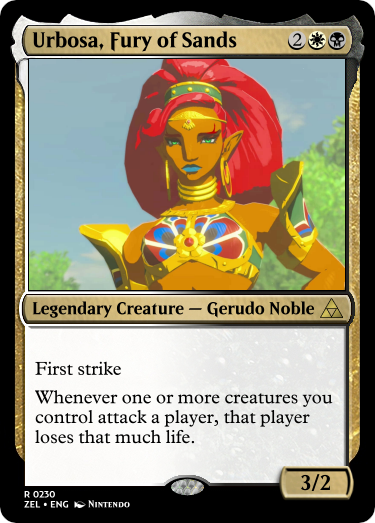 Urbosa, Fury of Sands 2
Legendary Creature — Gerudo Noble
First strike
Whenever one or more creatures you
control attack a player, that player
loses that much life.
3/2
R 0230
ZEL • ENG Nintendo